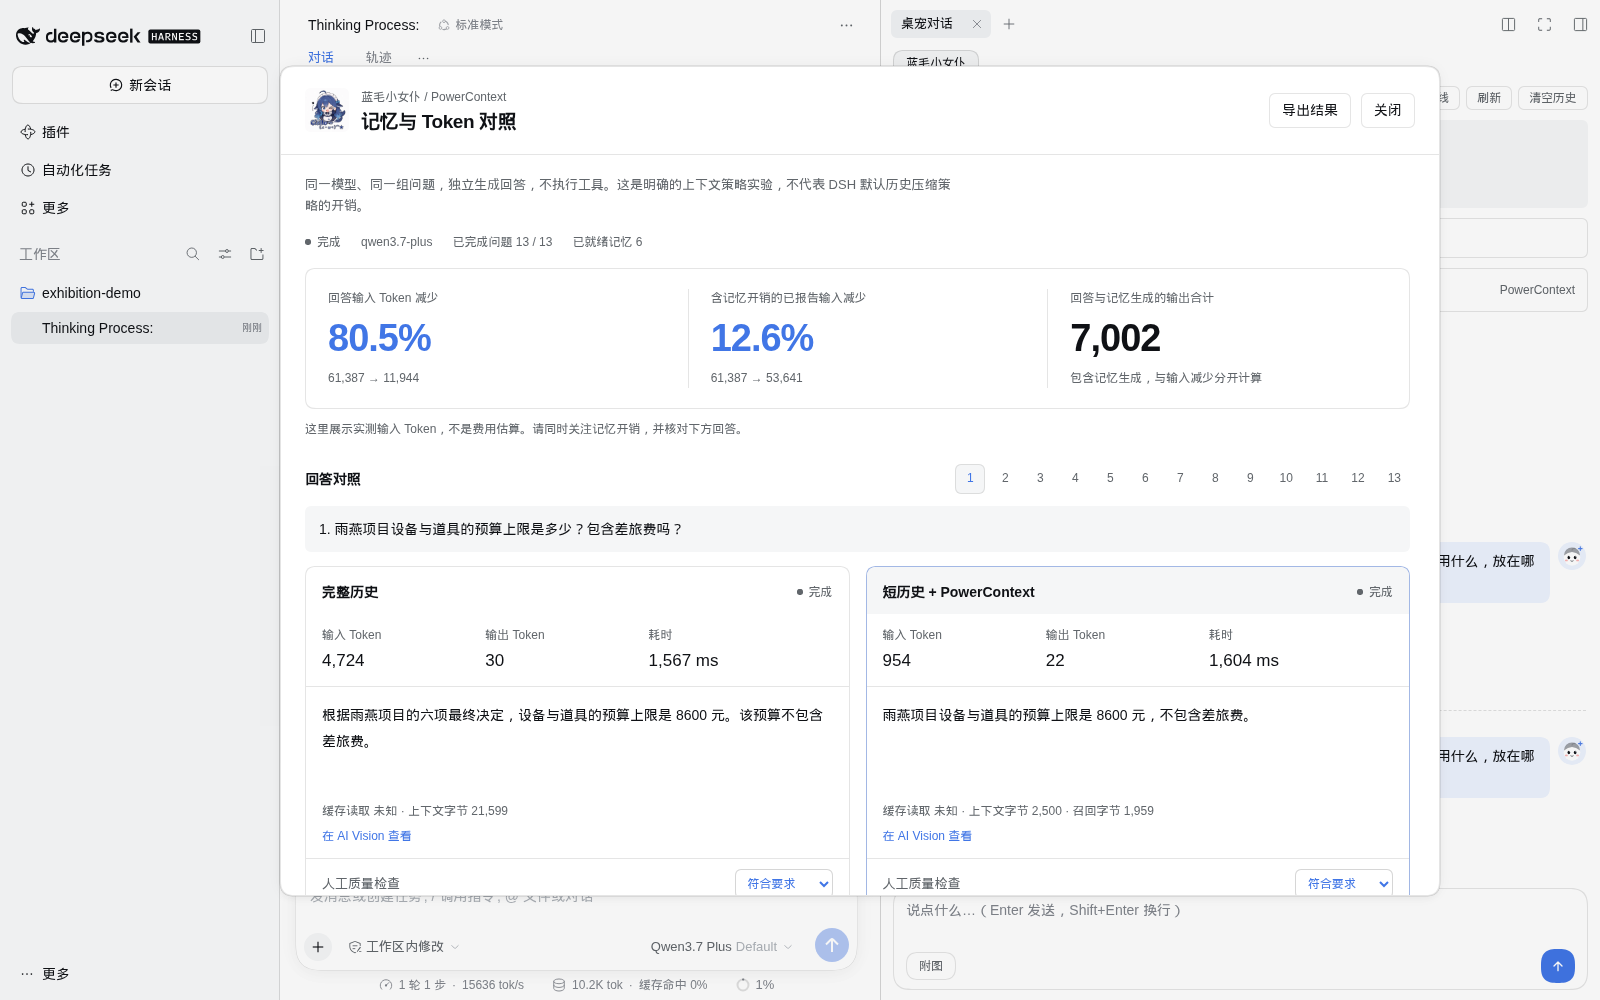 deepseek HARNESS
新会话
插件
自动化任务
更多
工作区
exhibition-demo
Thinking Process:
刚刚
更多
Thinking Process:
标准模式
对话
轨迹
桌宠对话
蓝毛小女仆
线
刷新
清空历史
PowerContext
蓝毛小女仆 / PowerContext
记忆与 Token 对照
导出结果
关闭
同一模型、同一组问题，独立生成回答，不执行工具。这是明确的上下文策略实验，不代表 DSH 默认历史压缩策
略的开销。
完成
qwen3.7-plus
已完成问题 13 / 13
已就绪记忆 6
回答输入 Token 减少
80.5%
61,387 → 11,944
含记忆开销的已报告输入减少
12.6%
61,387 → 53,641
回答与记忆生成的输出合计
7,002
包含记忆生成，与输入减少分开计算
这里展示实测输入 Token，不是费用估算。请同时关注记忆开销，并核对下方回答。
回答对照
1 2 3 4 5 6 7 8 9 10 11 12 13
1. 雨燕项目设备与道具的预算上限是多少？包含差旅费吗？
完整历史
完成
输入 Token
输出 Token
耗时
4,724
30
1,567 ms
根据雨燕项目的六项最终决定，设备与道具的预算上限是 8600 元。该预算不包含
差旅费。
缓存读取 未知 · 上下文字节 21,599
在 AI Vision 查看
人工质量检查
符合要求
短历史 + PowerContext
完成
输入 Token
输出 Token
耗时
954
22
1,604 ms
雨燕项目设备与道具的预算上限是 8600 元，不包含差旅费。
缓存读取 未知 · 上下文字节 2,500 · 召回字节 1,959
在 AI Vision 查看
人工质量检查
符合要求
用什么，放在哪
用什么，放在哪
发消息或创建任务, / 调用指令, @ 文件或对话
工作区内修改
Qwen3.7 Plus Default
1 轮 1 步 · 15636 tok/s
10.2K tok · 缓存命中 0%
1%
说点什么…（Enter 发送，Shift+Enter 换行）
附图